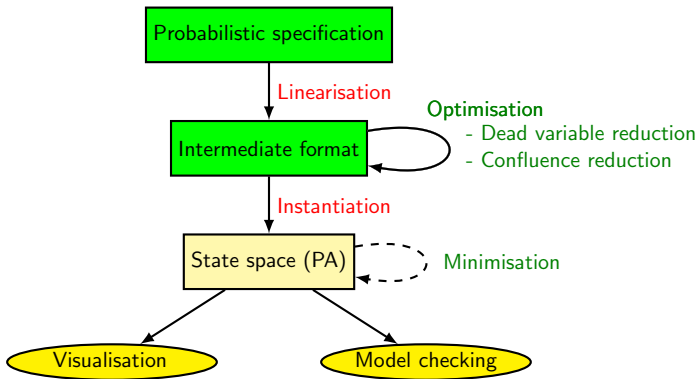 Probabilistic specification
Linearisation
Optimisation
- Dead variable reduction
Intermediate format
- Confluence reduction
Instantiation
State space (PA)
Minimisation
Visualisation
Model checking